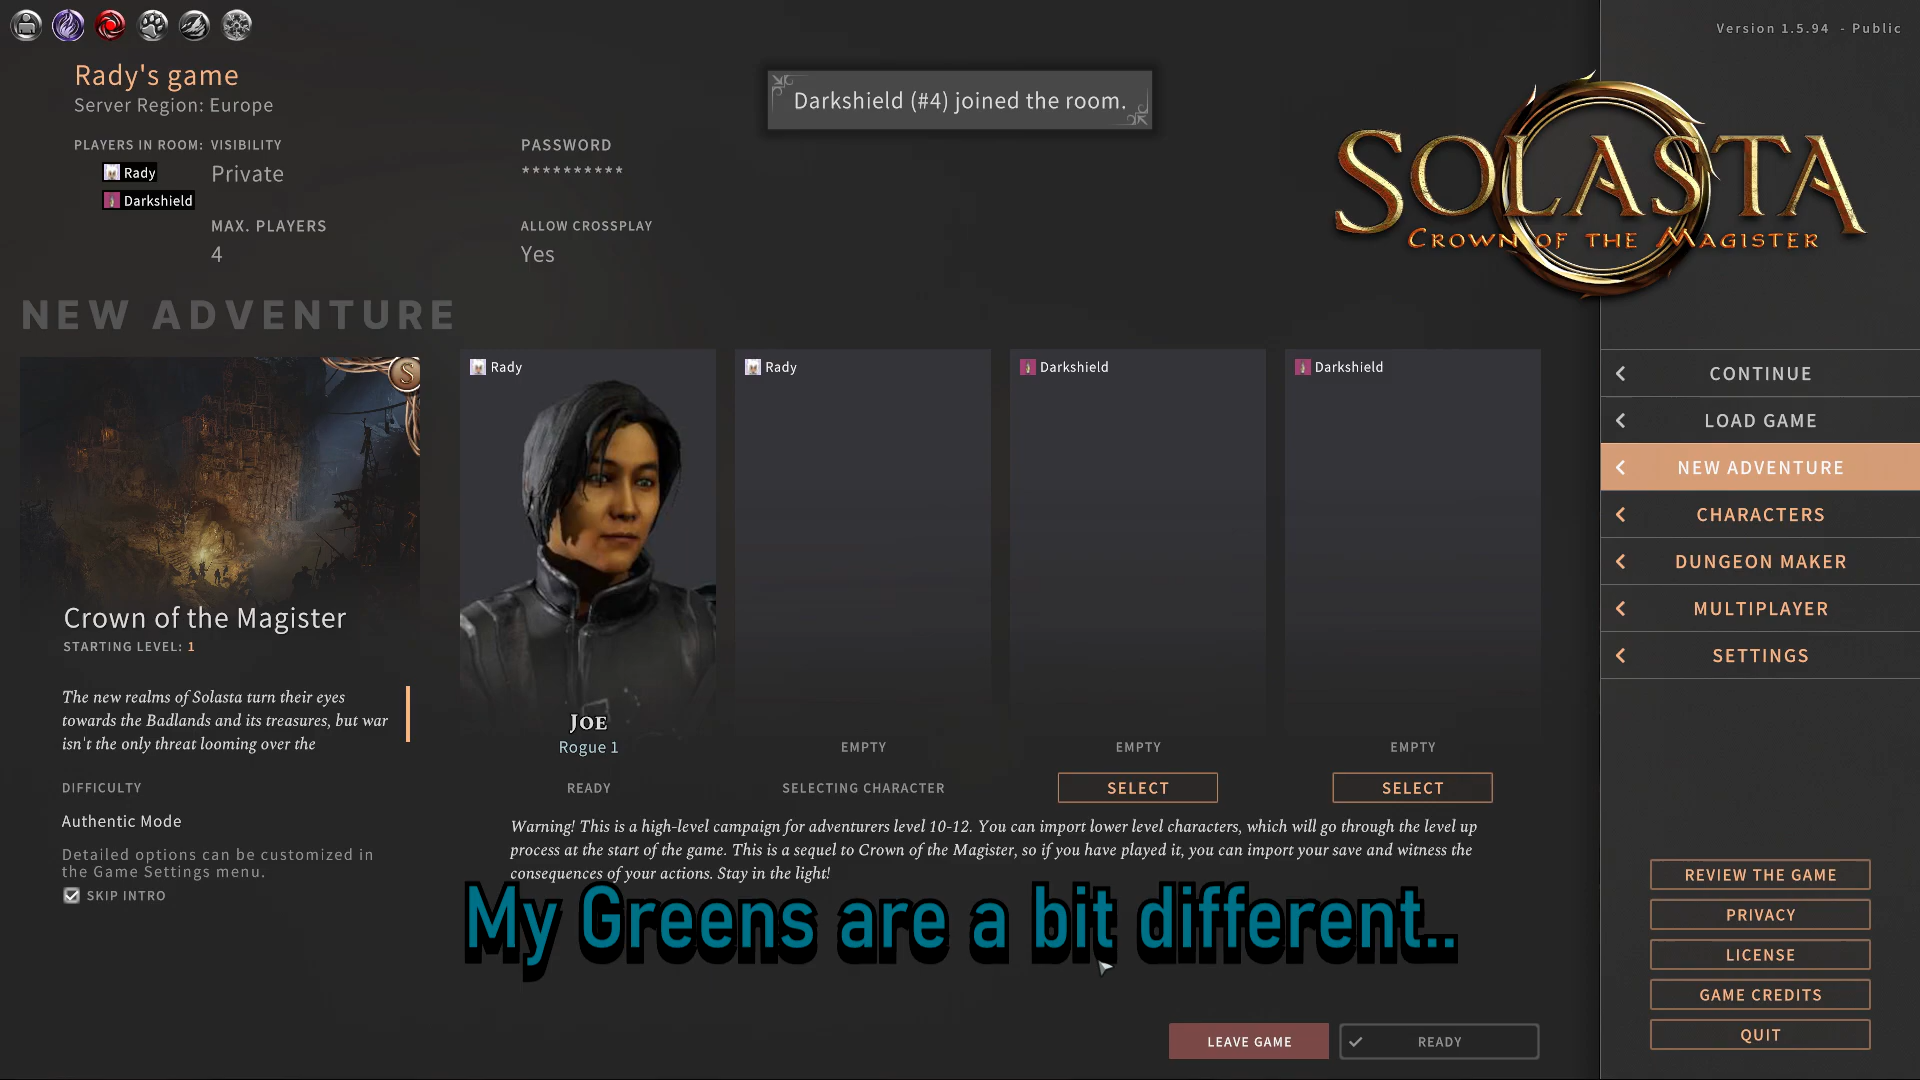 Version 1.5.94 - Public
Rady's game
Server Region: Europe
Darkshield (#4) joined the room.
PLAYERS IN ROOM:
Rady
Darkshield
VISIBILITY
Private
PASSWORD
**********
MAX. PLAYERS
4
ALLOW CROSSPLAY
Yes
SOLASTA
CROWN OF THE MAGISTER
NEW ADVENTURE
S
Crown of the Magister
STARTING LEVEL: 1
The new realms of Solasta turn their eyes
towards the Badlands and its treasures, but war
isn't the only threat looming over the
DIFFICULTY
Authentic Mode
Detailed options can be customized in
the Game Settings menu.
SKIP INTRO
Rady
JOE
Rogue 1
READY
Rady
EMPTY
SELECTING CHARACTER
Darkshield
EMPTY
SELECT
Darkshield
EMPTY
SELECT
Warning! This is a high-level campaign for adventurers level 10-12. You can import lower level characters, which will go through the level up
process at the start of the game. This is a sequel to Crown of the Magister, so if you have played it, you can import your save and witness the
consequences of your actions. Stay in the light!
My Greens are a bit different..
LEAVE GAME
READY
CONTINUE
LOAD GAME
NEW ADVENTURE
CHARACTERS
DUNGEON MAKER
MULTIPLAYER
SETTINGS
REVIEW THE GAME
PRIVACY
LICENSE
GAME CREDITS
QUIT